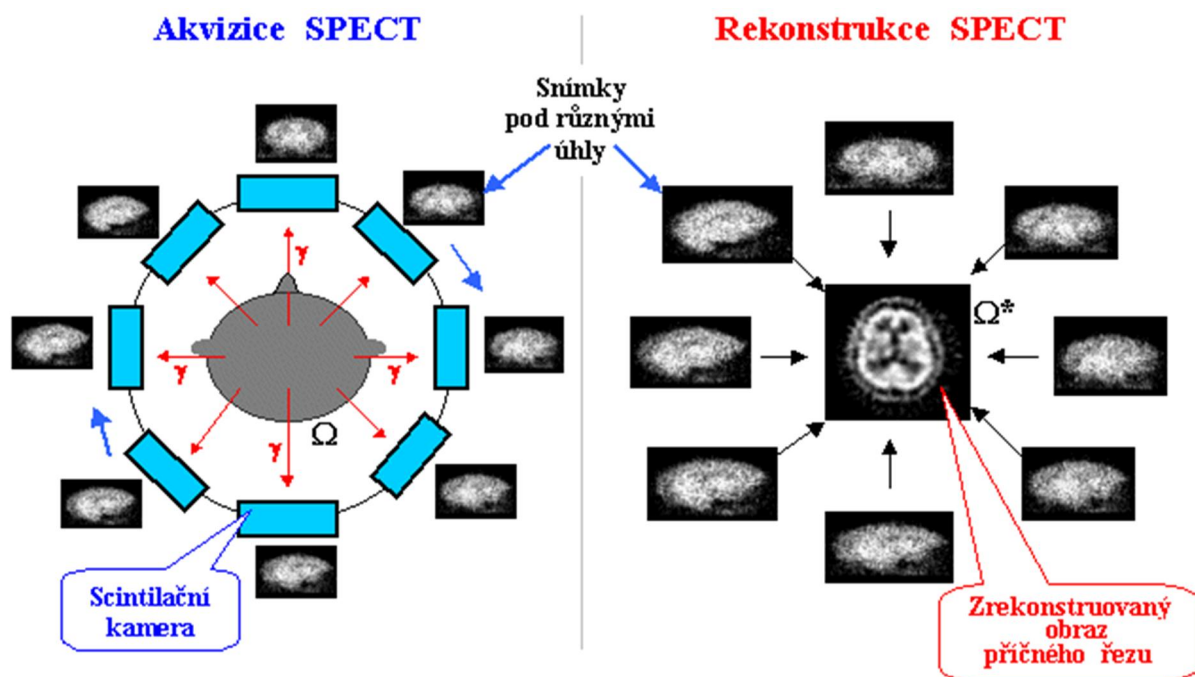 Akvizice SPECT
Rekonstrukce SPECT
Snímky
pod různými
úhly
γ
γ
γ
γ
Ω
Ω*
Scintilační
kamera
Zrekonstruovaný
obraz
příčného řezu